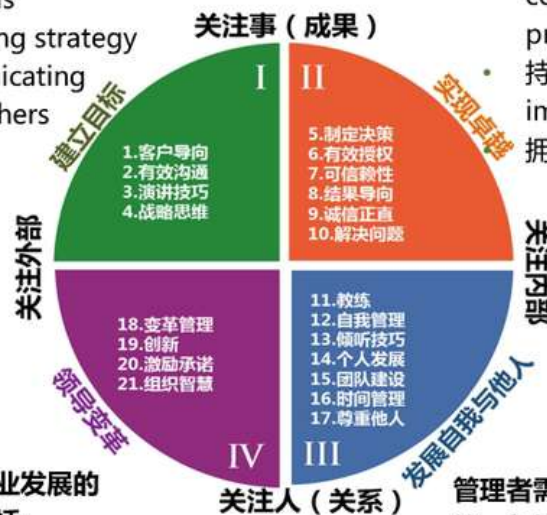 ng strategy
icating
hers
关注事（成果）
I
II
建立目标
实现卓越
1.客户导向
2.有效沟通
3.演讲技巧
4.战略思维
5.制定决策
6.有效授权
7.可信赖性
8.结果导向
9.诚信正直
10.解决问题
持
im
拥
关注外部
关注内部
18.变革管理
19.创新
20.激励承诺
21.组织智慧
11.教练
12.自我管理
13.倾听技巧
14.个人发展
15.团队建设
16.时间管理
17.尊重他人
领导变革
发展自我与他人
IV
III
业发展的
关注人（关系）
管理者需